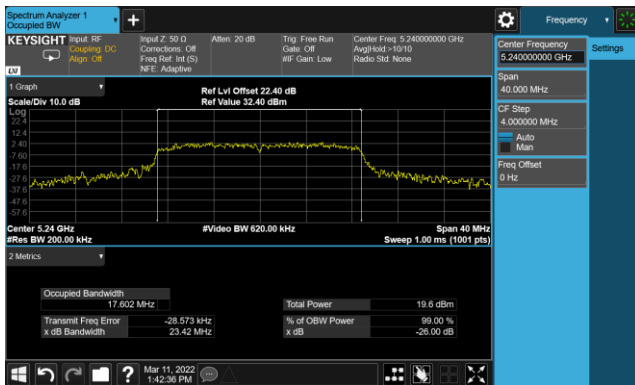 Spectrum Analyzer 1
Occupied BW
Frequency
KEYSIGHT
LXI
Input: RF
Coupling: DC
Align: Off
Input Z: 50 Ω
Corrections: Off
Freq Ref: Int (S)
NFE: Adaptive
Atten: 20 dB
Trig: Free Run
Gate: Off
#IF Gain: Low
Center Freq: 5.240000000 GHz
Avg|Hold:>10/10
Radio Std: None
Center Frequency
5.240000000 GHz
Settings
Span
40.000 MHz
CF Step
4.000000 MHz
Auto
Man
Freq Offset
0 Hz
1 Graph
Scale/Div 10.0 dB
Ref Lvl Offset 22.40 dB
Ref Value 32.40 dBm
Log
22.4
12.4
2.40
-7.60
-17.6
-27.6
-37.6
-47.6
-57.6
Center 5.24 GHz
#Res BW 200.00 kHz
#Video BW 620.00 kHz
Span 40 MHz
Sweep 1.00 ms (1001 pts)
2 Metrics
Occupied Bandwidth
17.602 MHz
Total Power 19.6 dBm
Transmit Freq Error -28.573 kHz
% of OBW Power 99.00 %
x dB Bandwidth 23.42 MHz
x dB -26.00 dB
?
Mar 11, 2022
1:42:36 PM